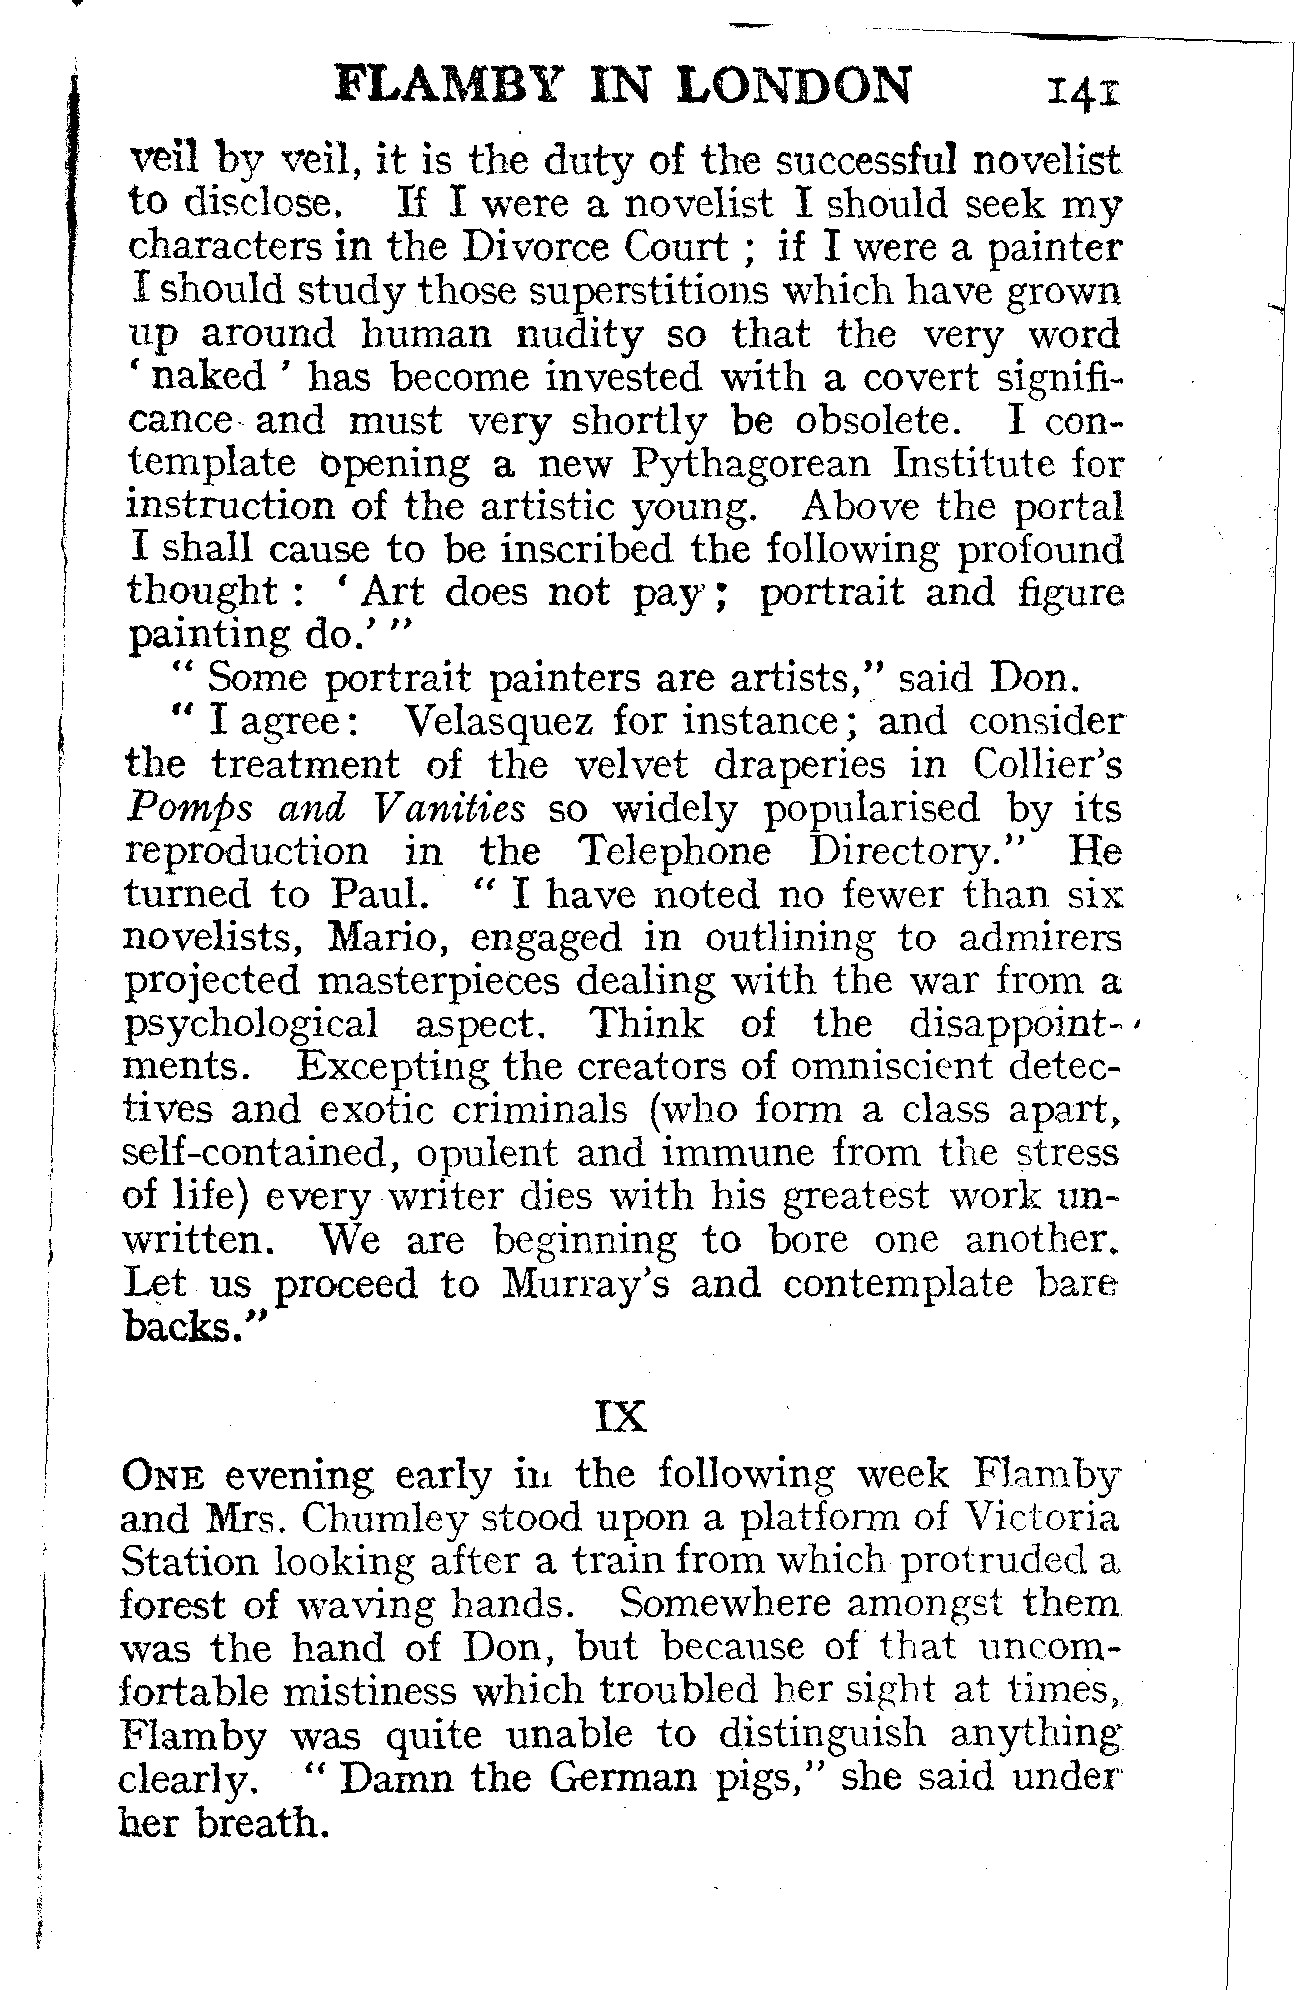 FLAMBY IN LONDON 141
veil by veil, it is the duty of the successful novelist
to disclose. If I were a novelist I should seek my
characters in the Divorce Court ; if I were a painter
I should study those superstitions which have grown
up around human nudity so that the very word
‘ naked ’ has become invested with a covert signifi-
cance and must very shortly be obsolete. I con-
template opening a new Pythagorean Institute for
instruction of the artistic young. Above the portal
I shall cause to be inscribed the following profound
thought : ‘ Art does not pay ; portrait and figure
painting do.’ ”
“ Some portrait painters are artists,” said Don.
“ I agree : Velasquez for instance ; and consider
the treatment of the velvet draperies in Collier’s
Pomps and Vanities so widely popularised by its
reproduction in the Telephone Directory.” He
turned to Paul. “ I have noted no fewer than six
novelists, Mario, engaged in outlining to admirers
projected masterpieces dealing with the war from a
psychological aspect. Think of the disappoint-
ments. Excepting the creators of omniscient detec-
tives and exotic criminals (who form a class apart,
self-contained, opulent and immune from the stress
of life) every writer dies with his greatest work un-
written. We are beginning to bore one another.
Let us proceed to Murray’s and contemplate bare
backs.”
IX
ONE evening early in the following week Flamby
and Mrs. Chumley stood upon a platform of Victoria
Station looking after a train from which protruded a
forest of waving hands. Somewhere amongst them
was the hand of Don, but because of that uncom-
fortable mistiness which troubled her sight at times,
Flamby was quite unable to distinguish anything
clearly. “ Damn the German pigs,” she said under
her breath.